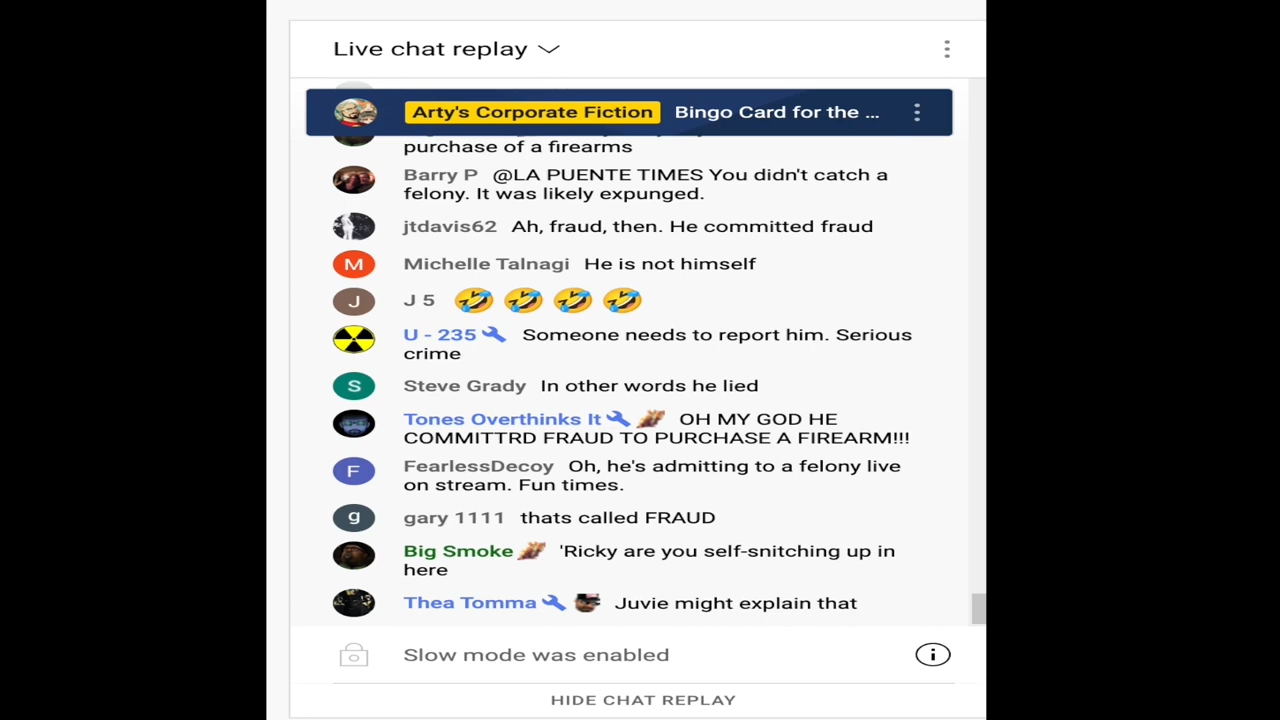 Live chat replay
Arty's Corporate Fiction Bingo Card for the ...
purchase of a firearms
Barry P @LA PUENTE TIMES You didn't catch a
felony. It was likely expunged.
jtdavis62 Ah, fraud, then. He committed fraud
M Michelle Talnagi He is not himself
J J 5 🤣 🤣 🤣 🤣
U - 235 Someone needs to report him. Serious
crime
S Steve Grady In other words he lied
Tones Overthinks It OH MY GOD HE
COMMITTRD FRAUD TO PURCHASE A FIREARM!!!
F FearlessDecoy Oh, he's admitting to a felony live
on stream. Fun times.
g gary 1111 thats called FRAUD
Big Smoke 'Ricky are you self-snitching up in
here
Thea Tomma Juvie might explain that
Slow mode was enabled
HIDE CHAT REPLAY